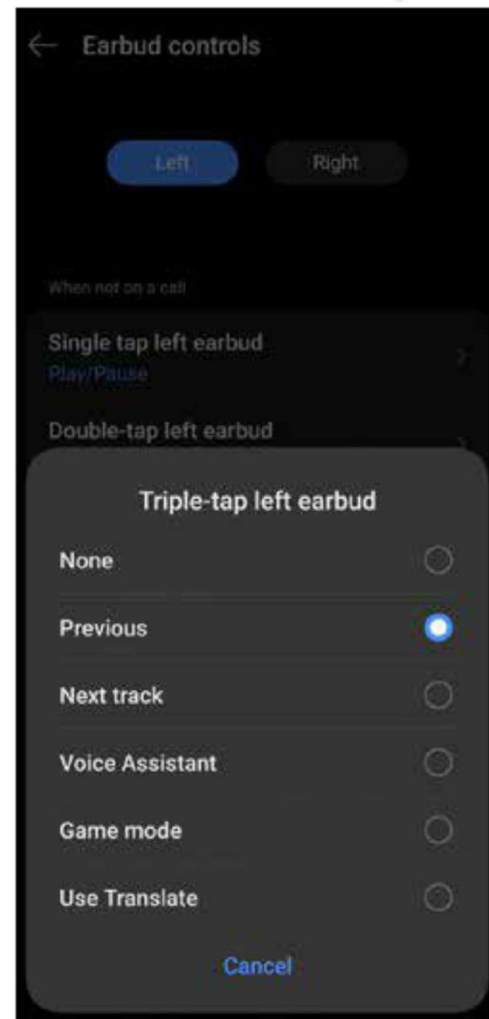 Earbud controls
Left
Right
When not on a call
Single tap left earbud
Play/Pause
Double-tap left earbud
Triple-tap left earbud
None
Previous
Next track
Voice Assistant
Game mode
Use Translate
Cancel